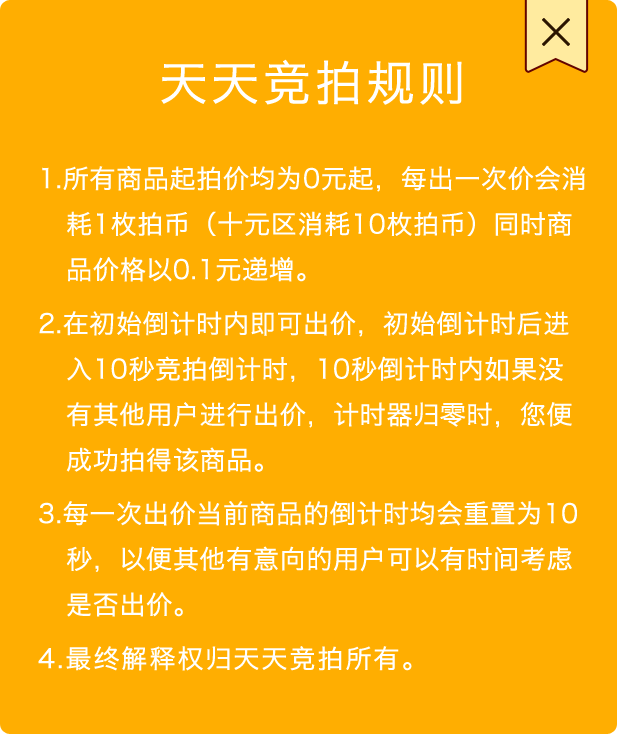 天天竞拍规则
1.所有商品起拍价均为0元起，每出一次价会消
耗1枚拍币（十元区消耗10枚拍币）同时商
品价格以0.1元递增。
2.在初始倒计时内即可出价，初始倒计时后进
入10秒竞拍倒计时，10秒倒计时内如果没
有其他用户进行出价，计时器归零时，您便
成功拍得该商品。
3.每一次出价当前商品的倒计时均会重置为10
秒，以便其他有意向的用户可以有时间考虑
是否出价。
4.最终解释权归天天竞拍所有。